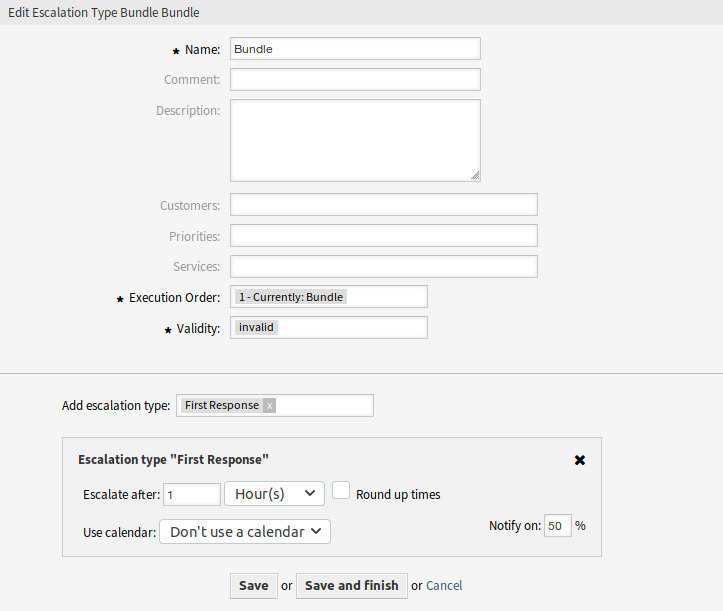 Edit Escalation Type Bundle Bundle
★ Name: Bundle
Comment:
Description:
Customers:
Priorities:
Services:
★ Execution Order: 1 - Currently: Bundle
★ Validity: invalid
Add escalation type: First Response x
Escalation type "First Response" ✖
Escalate after: 1 Hour(s) Round up times
Use calendar: Don't use a calendar Notify on: 50 %
Save or Save and finish or Cancel